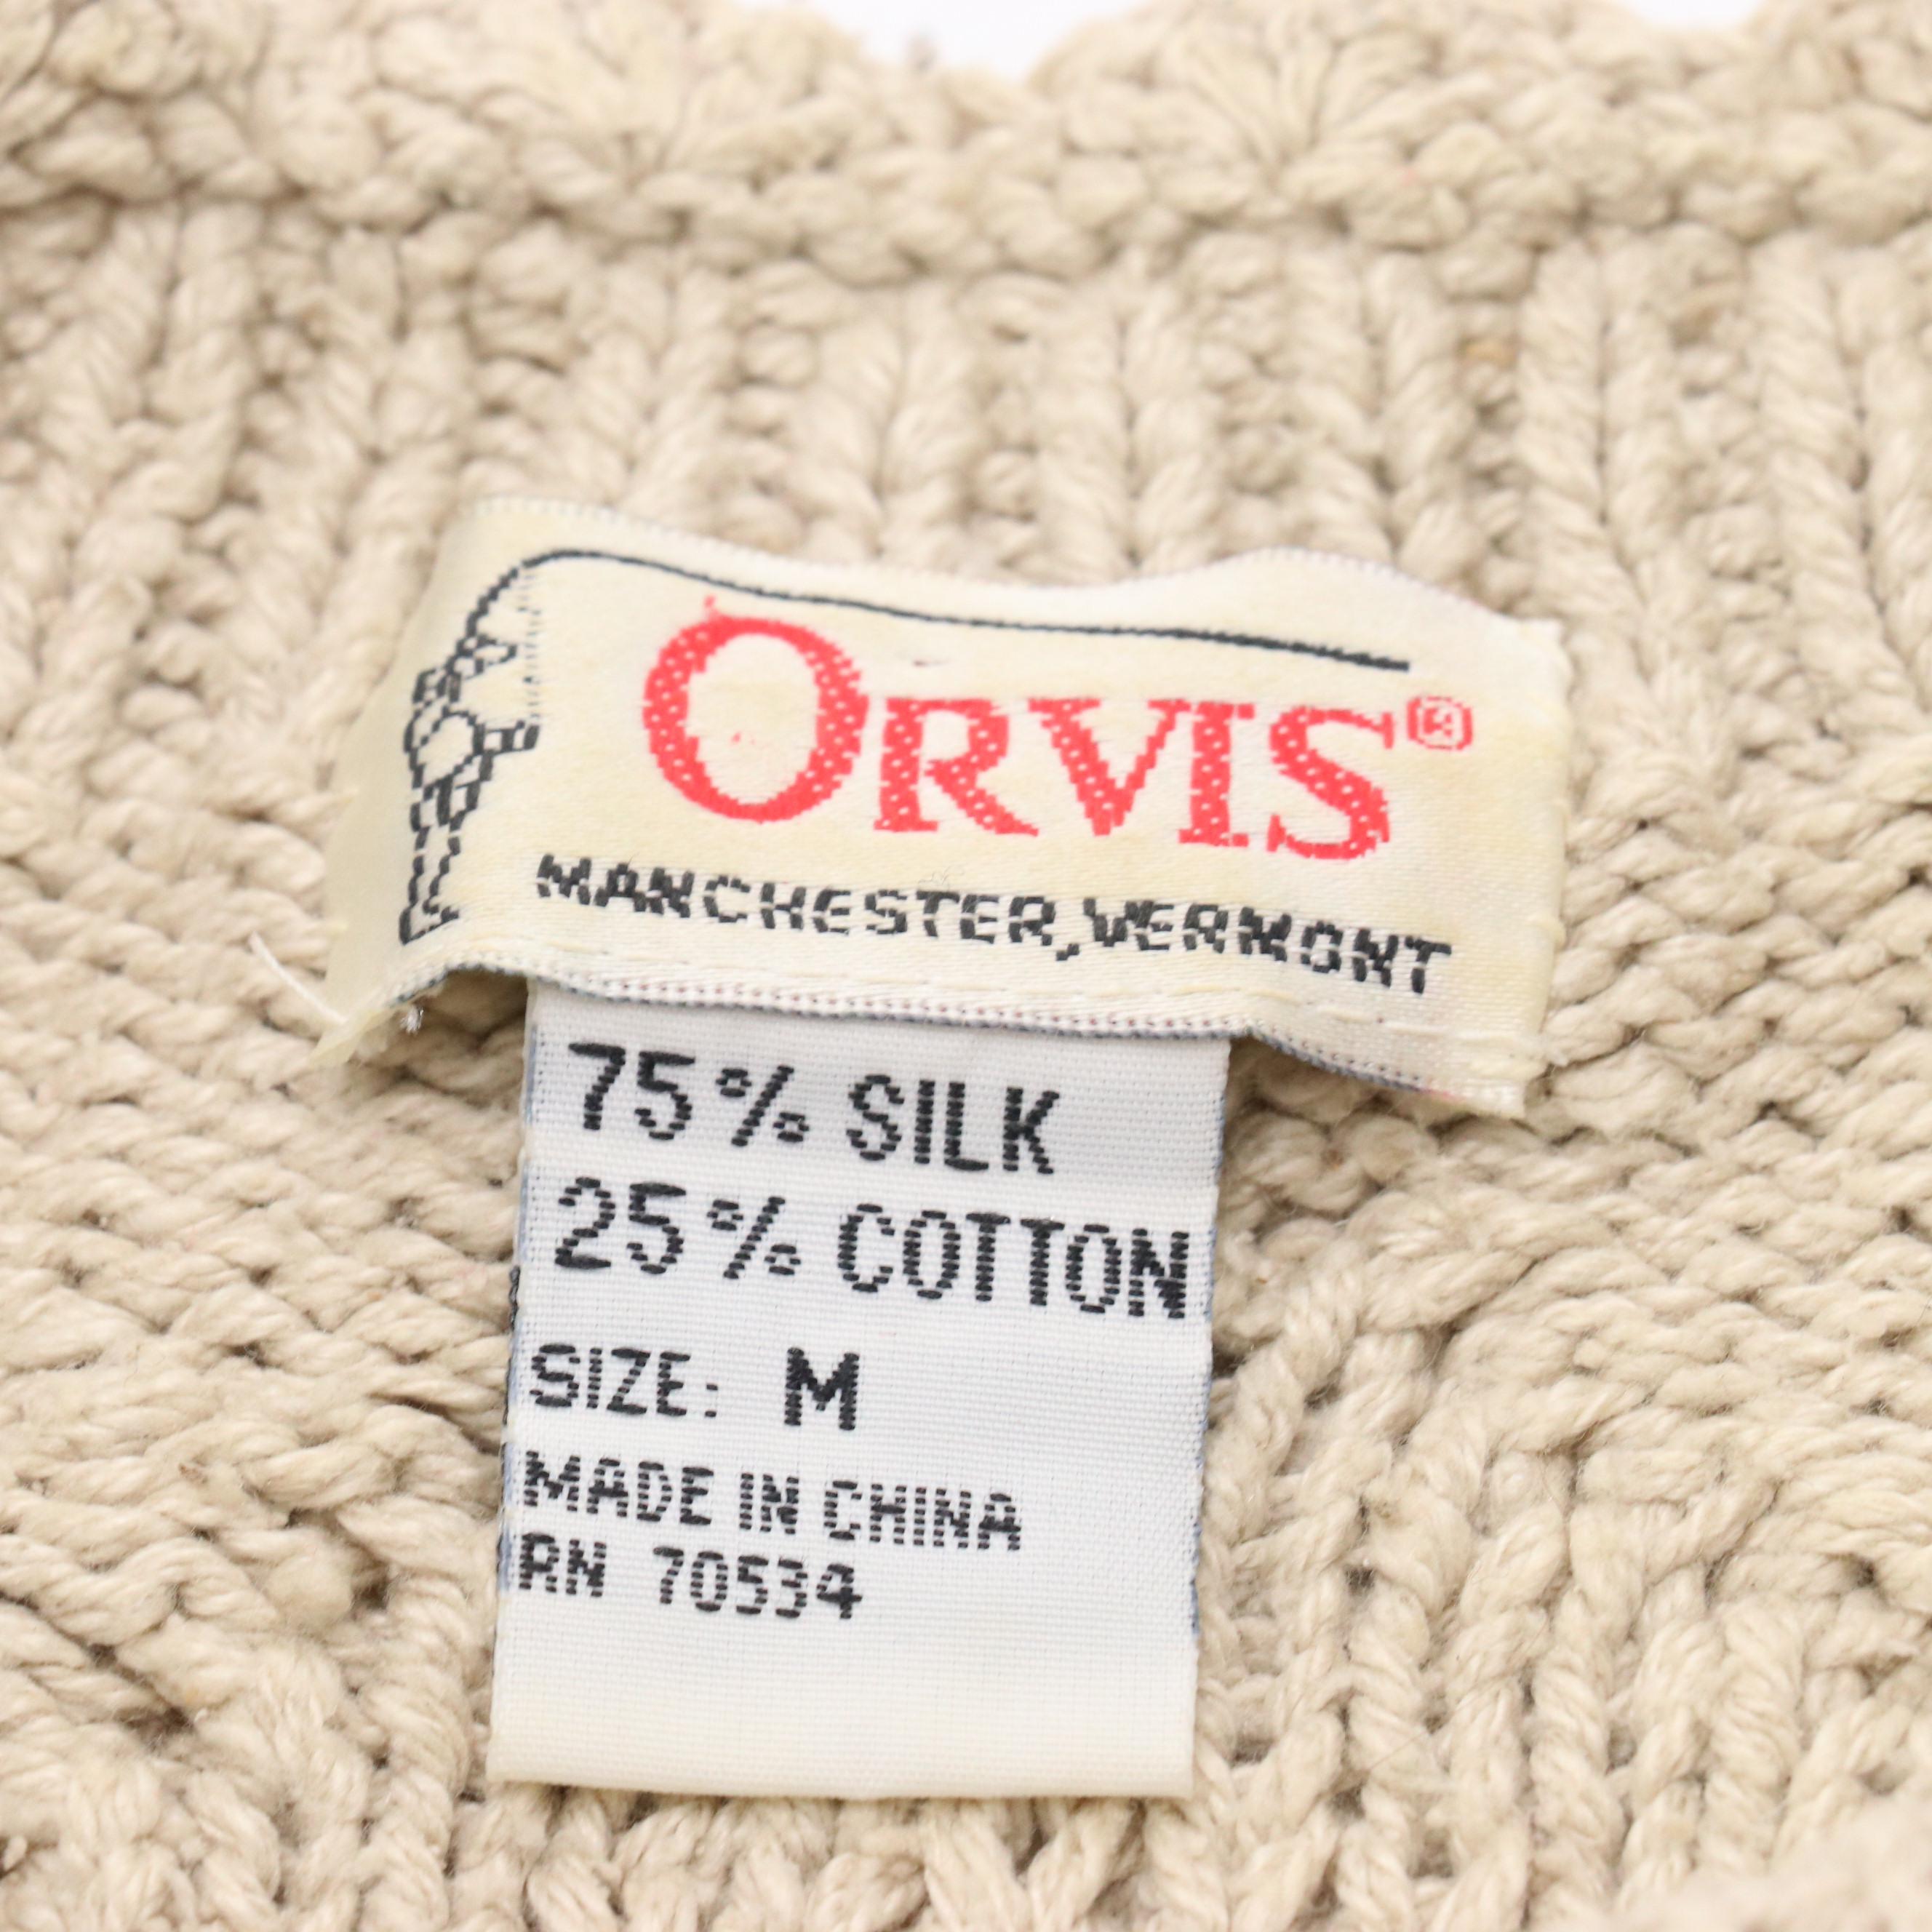 ORVIS®
MANCHESTER, VERMONT
75% SILK
25% COTTON
SIZE: M
MADE IN CHINA
RN 70534